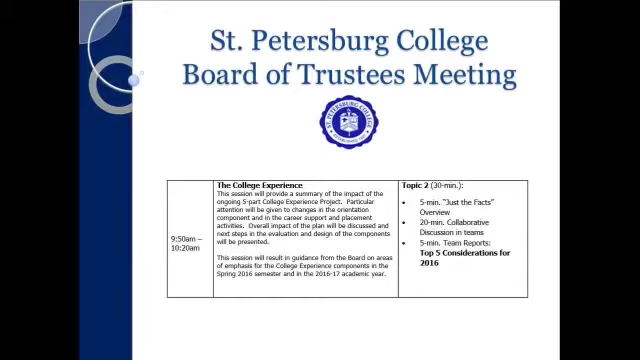 St. Petersburg College
Board of Trustees Meeting
ST. PETERSBURG COLLEGE
9:50am –
10:20am
The College Experience
This session will provide a summary of the impact of the
ongoing 5-part College Experience Project. Particular
attention will be given to changes in the orientation
component and in the career support and placement
activities. Overall impact of the plan will be discussed and
next steps in the evaluation and design of the components
will be presented.
This session will result in guidance from the Board on areas
of emphasis for the College Experience components in the
Spring 2016 semester and in the 2016-17 academic year.
Topic 2 (30-min.):
• 5-min. “Just the Facts”
Overview
• 20-min. Collaborative
Discussion in teams
• 5-min. Team Reports:
Top 5 Considerations for
2016